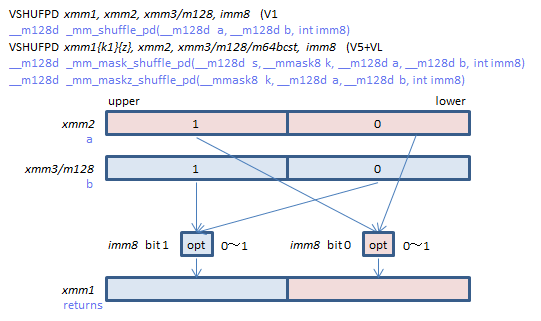 VSHUFPD xmm1, xmm2, xmm3/m128, imm8 (V1
__m128d _mm_shuffle_pd(__m128d a, __m128d b, int imm8)
VSHUFPD xmm1{k1}{z}, xmm2, xmm3/m128/m64bcst, imm8 (V5+VL
__m128d _mm_mask_shuffle_pd(__m128d s, __mmask8 k, __m128d a, __m128d b, int imm8)
__m128d _mm_maskz_shuffle_pd(__mmask8 k, __m128d a, __m128d b, int imm8)
upper lower
xmm2 1 0
a
xmm3/m128 1 0
b
imm8 bit 1 opt 0～1 imm8 bit 0 opt 0～1
xmm1
returns